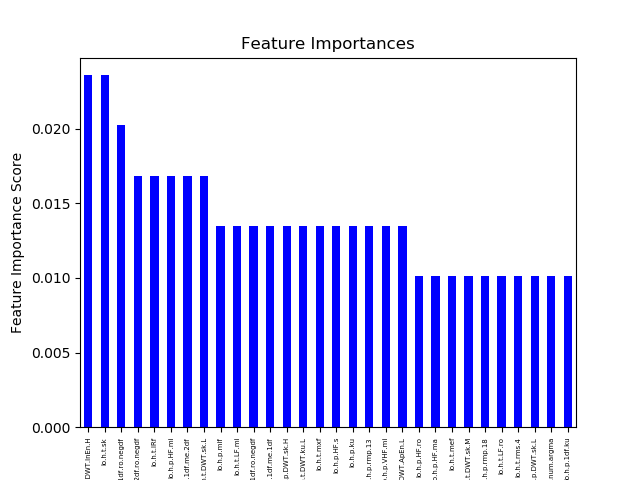 Feature Importances
Feature Importance Score
0.020
0.015
0.010
0.005
0.000
DWT.InEn.H
lo.h.t.sk
1df.ro.negdf
2df.ro.negdf
lo.h.t.IRf
lo.h.p.HF.mi
.1df.me.2df
o.t.DWT.sk.L
lo.h.p.mif
lo.h.t.LF.mi
1df.ro.negdf
.1df.me.1df
.p.DWT.sk.H
.t.DWT.ku.L
lo.h.t.mxf
lo.h.p.HF.s
lo.h.p.ku
.h.p.rmp.13
.h.p.VHF.mi
DWT.ApEn.L
lo.h.p.HF.ro
lo.h.p.HF.ma
lo.h.t.mef
.t.DWT.sk.M
.h.p.rmp.18
lo.h.t.LF.ro
lo.h.t.rms.4
.p.DWT.sk.L
.num.argma
o.h.p.1df.ku